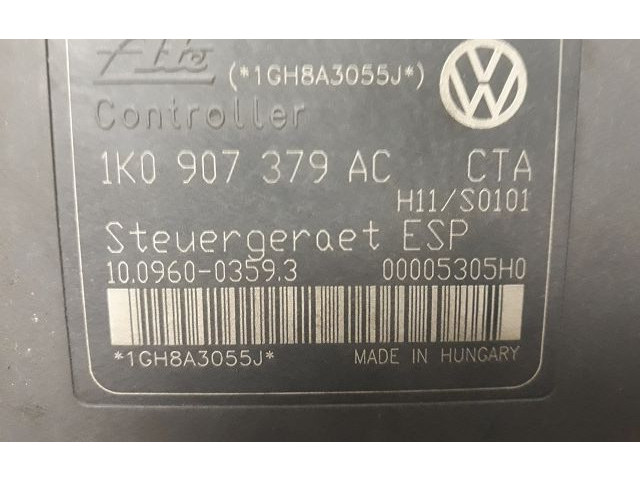 Ate (*1GH8A3055J*)
Controller
1K0 907 379 AC CTA
H11/S0101
Steuergeraet ESP
10.0960-0359.3 00005305H0
*1GH8A3055J* MADE IN HUNGARY